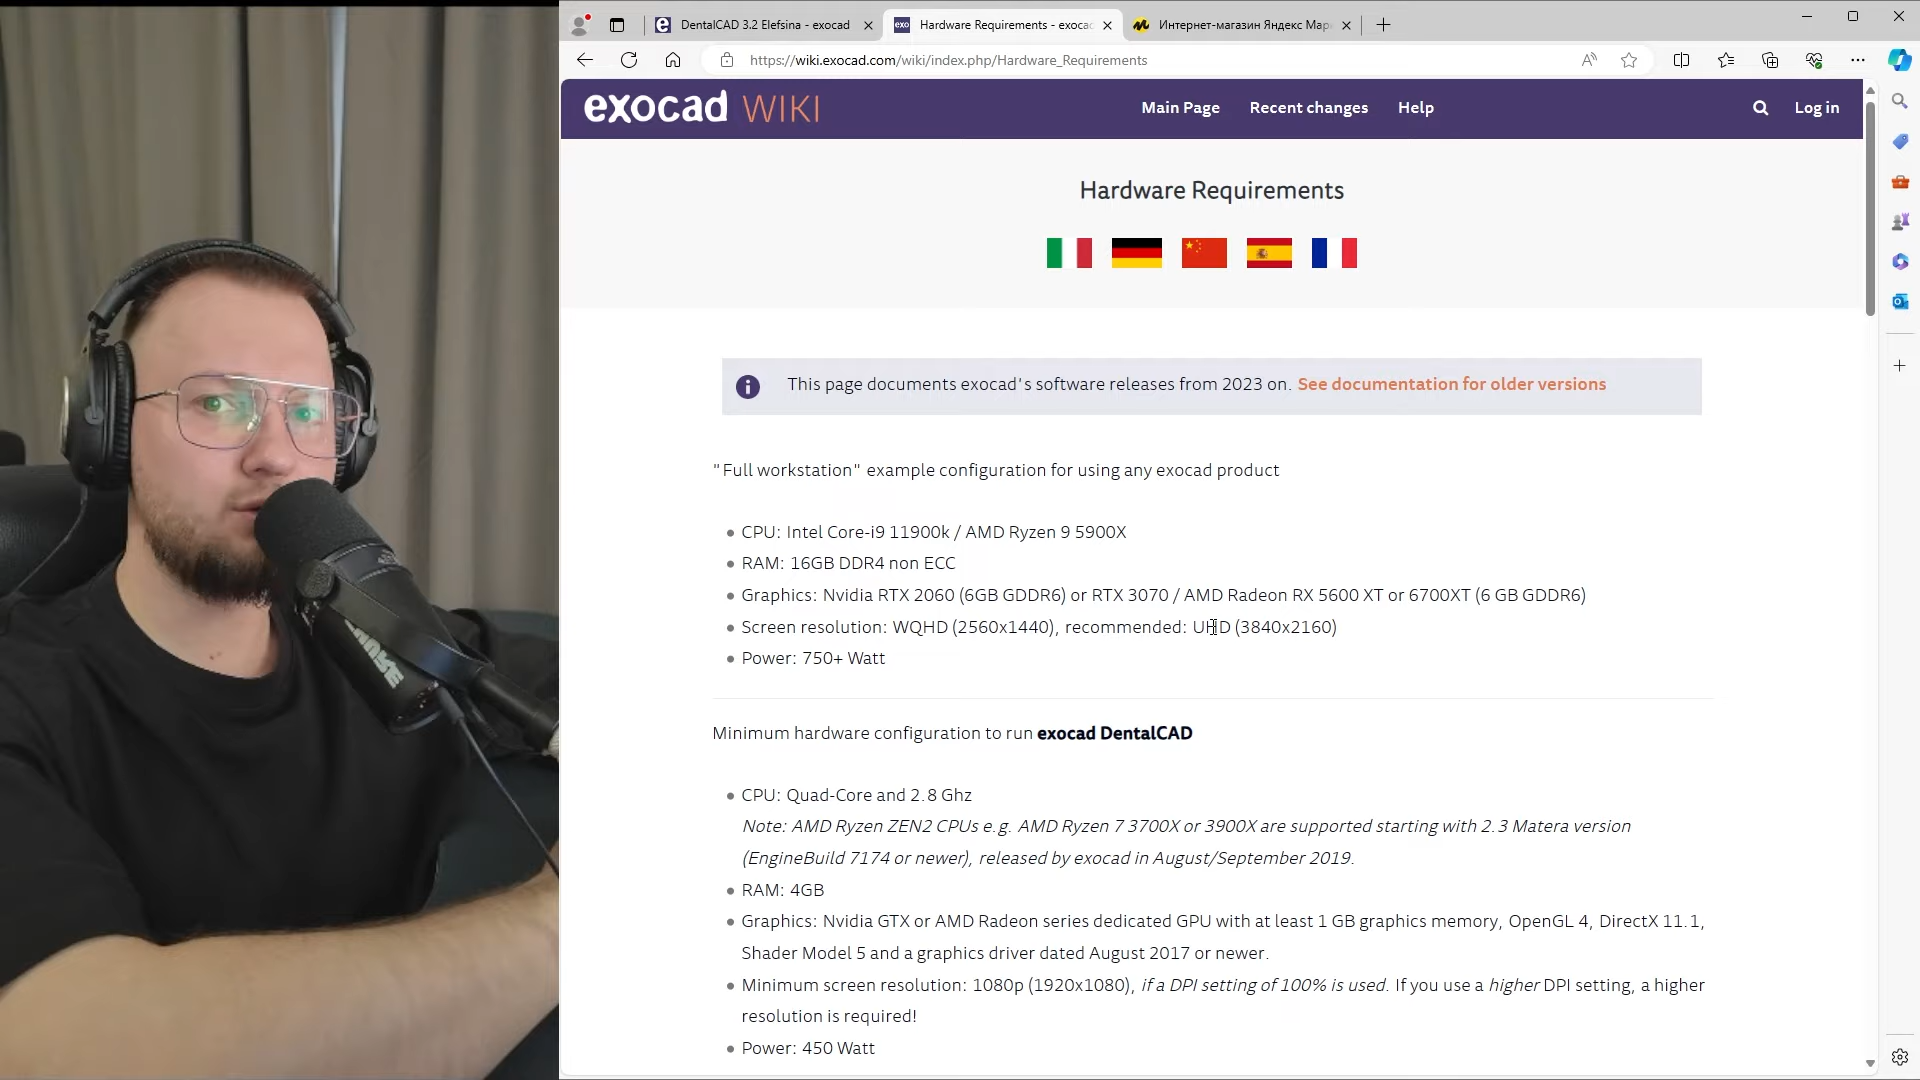 DentalCAD 3.2 Elefsina - exocad
Hardware Requirements - exocad
Интернет-магазин Яндекс Мар
https://wiki.exocad.com/wiki/index.php/Hardware_Requirements
exocad WIKI
Main Page
Recent changes
Help
Log in
Hardware Requirements
This page documents exocad's software releases from 2023 on. See documentation for older versions
"Full workstation" example configuration for using any exocad product
CPU: Intel Core-i9 11900k / AMD Ryzen 9 5900X
RAM: 16GB DDR4 non ECC
Graphics: Nvidia RTX 2060 (6GB GDDR6) or RTX 3070 / AMD Radeon RX 5600 XT or 6700XT (6 GB GDDR6)
Screen resolution: WQHD (2560x1440), recommended: UHD (3840x2160)
Power: 750+ Watt
Minimum hardware configuration to run exocad DentalCAD
CPU: Quad-Core and 2.8 Ghz
Note: AMD Ryzen ZEN2 CPUs e.g. AMD Ryzen 7 3700X or 3900X are supported starting with 2.3 Matera version
(EngineBuild 7174 or newer), released by exocad in August/September 2019.
RAM: 4GB
Graphics: Nvidia GTX or AMD Radeon series dedicated GPU with at least 1 GB graphics memory, OpenGL 4, DirectX 11.1,
Shader Model 5 and a graphics driver dated August 2017 or newer.
Minimum screen resolution: 1080p (1920x1080), if a DPI setting of 100% is used. If you use a higher DPI setting, a higher
resolution is required!
Power: 450 Watt